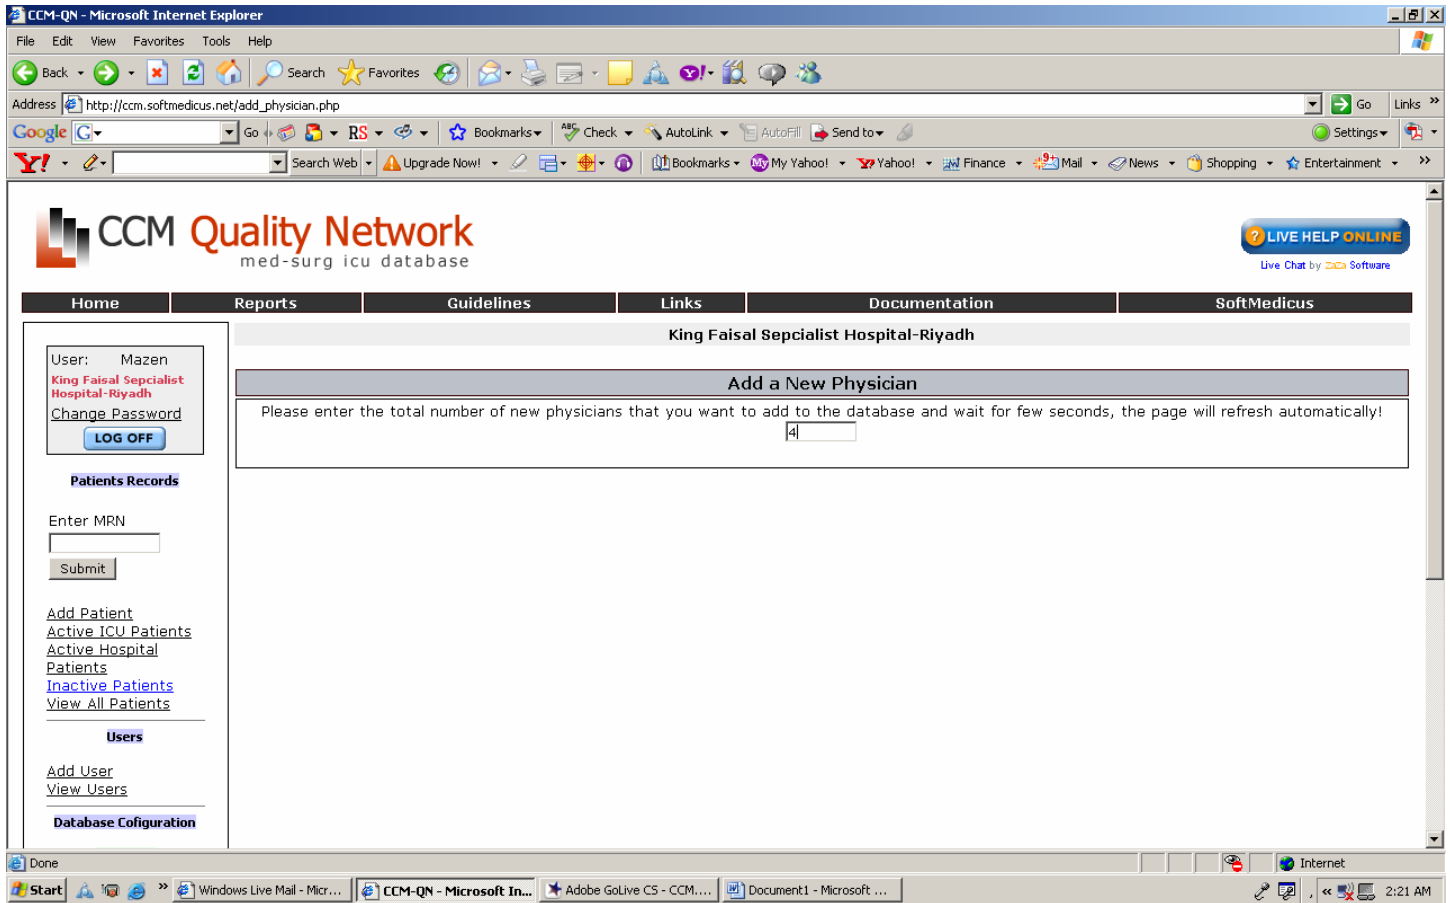 CCM-QN - Microsoft Internet Explorer
File Edit View Favorites Tools Help
Back Search Favorites
Address http://ccm.softmedicus.net/add_physician.php Go Links »
Google G Go RS Bookmarks ABC Check AutoLink AutoFill Send to Settings
Y! Search Web Upgrade Now! Bookmarks My Yahoo! Yahoo! Finance 9+ Mail News Shopping Entertainment »
CCM Quality Network
med-surg icu database
? LIVE HELP ONLINE
Live Chat by ZaZa Software
Home Reports Guidelines Links Documentation SoftMedicus
King Faisal Sepcialist Hospital-Riyadh
User: Mazen
King Faisal Sepcialist
Hospital-Riyadh
Change Password
LOG OFF
Add a New Physician
Please enter the total number of new physicians that you want to add to the database and wait for few seconds, the page will refresh automatically!
4
Patients Records
Enter MRN
Submit
Add Patient
Active ICU Patients
Active Hospital
Patients
Inactive Patients
View All Patients
Users
Add User
View Users
Database Cofiguration
Done Internet
Start » Windows Live Mail - Micr... CCM-QN - Microsoft In... Adobe GoLive CS - CCM.... Document1 - Microsoft ... , « 2:21 AM